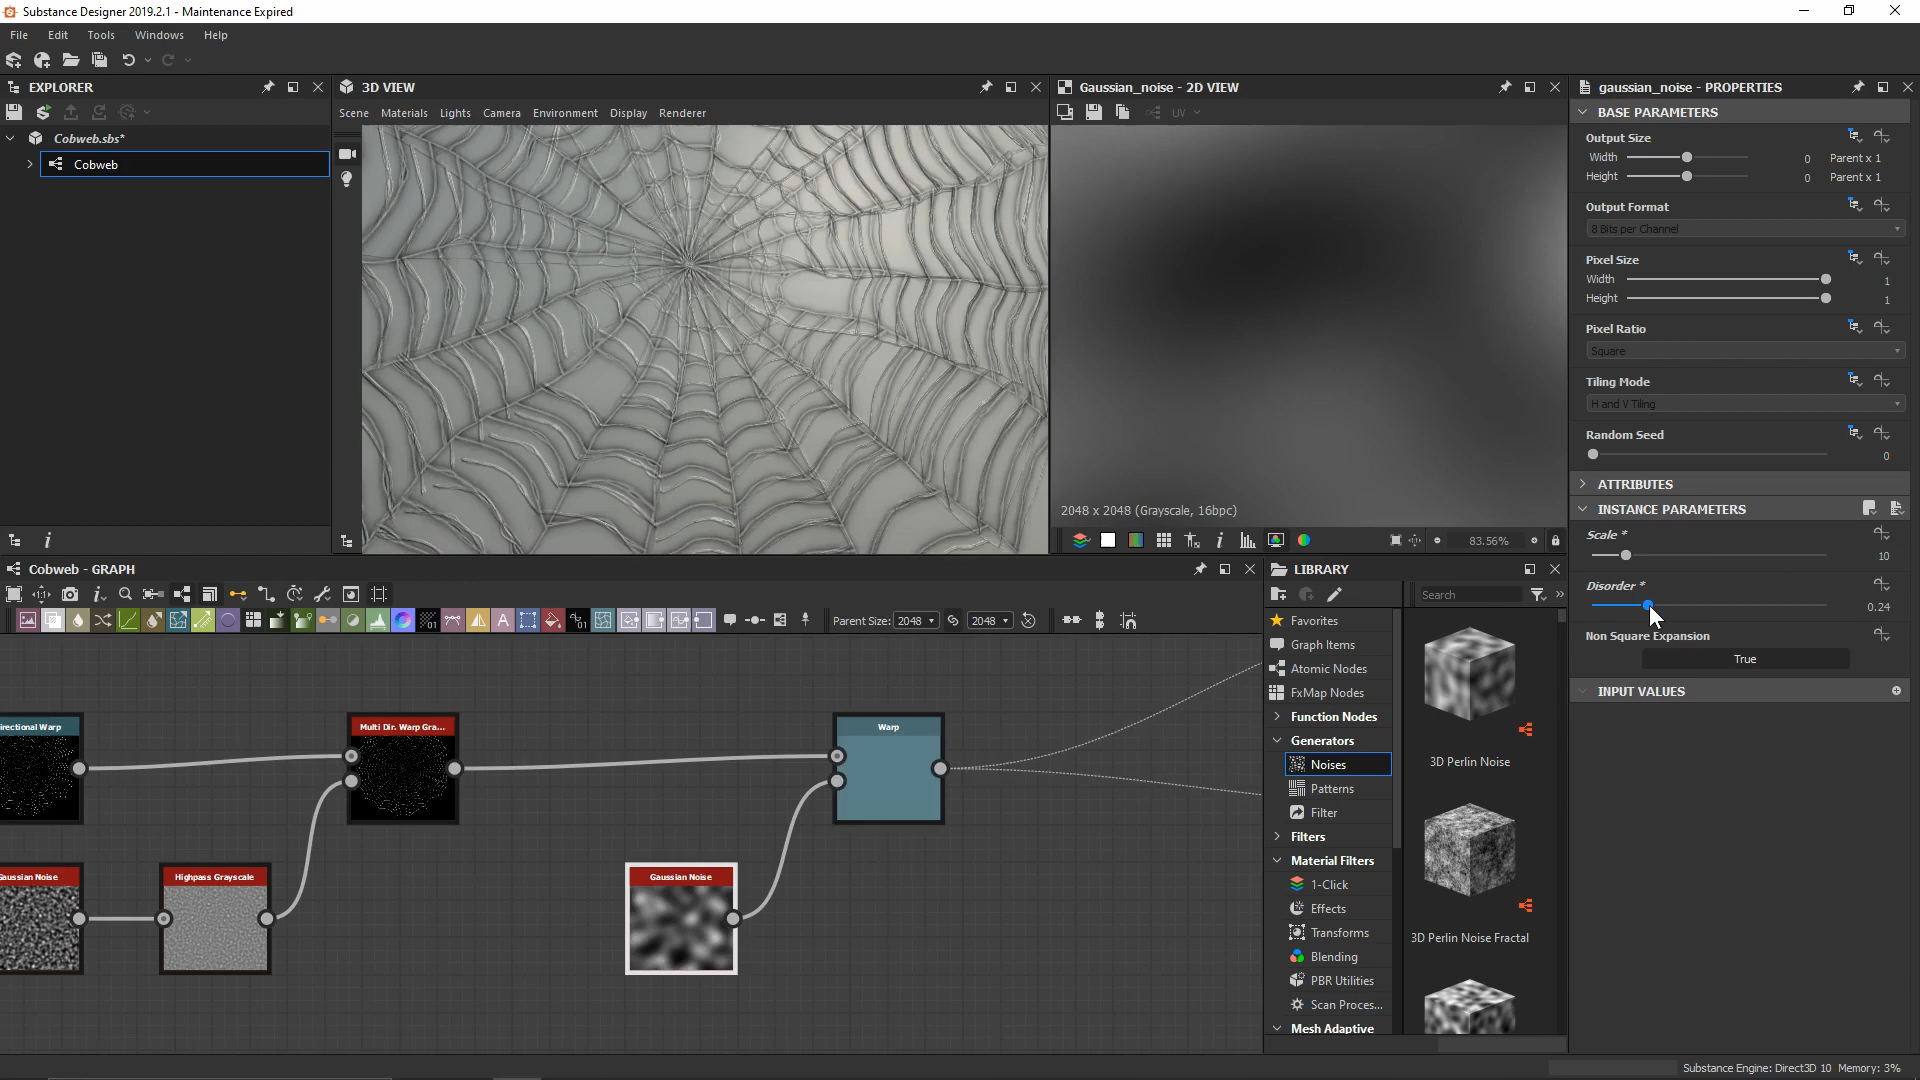 Substance Designer 2019.2.1 - Maintenance Expired
File Edit Tools Windows Help
EXPLORER
Cobweb.sbs*
Cobweb
3D VIEW
Scene Materials Lights Camera Environment Display Renderer
Gaussian_noise - 2D VIEW
UV
2048 x 2048 (Grayscale, 16bpc)
83.56%
gaussian_noise - PROPERTIES
BASE PARAMETERS
Output Size
Width 0 Parent x 1
Height 0 Parent x 1
Output Format
8 Bits per Channel
Pixel Size
Width 1
Height 1
Pixel Ratio
Square
Tiling Mode
H and V Tiling
Random Seed
0
ATTRIBUTES
INSTANCE PARAMETERS
Scale *
10
Disorder *
0.24
Non Square Expansion
True
INPUT VALUES
Cobweb - GRAPH
Parent Size: 2048 2048
irectional Warp
Multi Dir. Warp Gra...
Warp
Gaussian Noise
Highpass Grayscale
Gaussian Noise
LIBRARY
Search
Favorites
Graph Items
Atomic Nodes
FxMap Nodes
Function Nodes
Generators
Noises
Patterns
Filter
Filters
Material Filters
1-Click
Effects
Transforms
Blending
PBR Utilities
Scan Proces...
Mesh Adaptive
3D Perlin Noise
3D Perlin Noise Fractal
Substance Engine: Direct3D 10 Memory: 3%